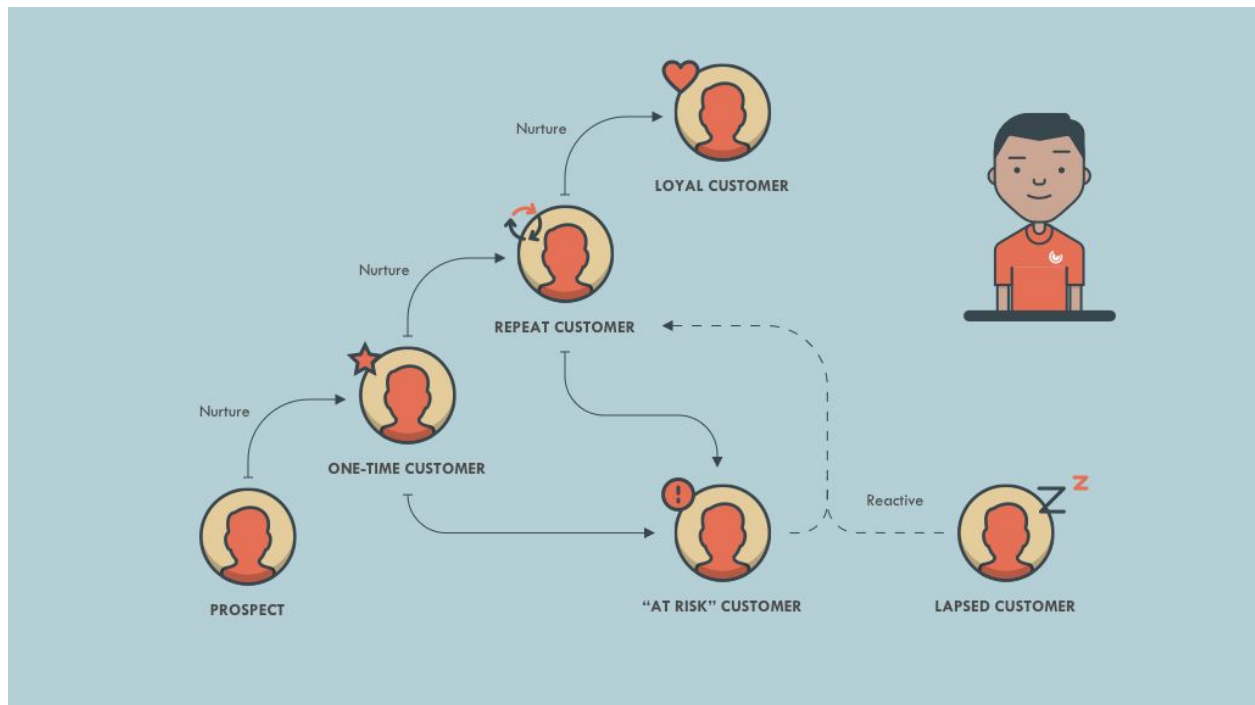 Nurture
LOYAL CUSTOMER
Nurture
REPEAT CUSTOMER
Nurture
ONE-TIME CUSTOMER
Reactive
PROSPECT
“AT RISK” CUSTOMER
LAPSED CUSTOMER
Z
Z